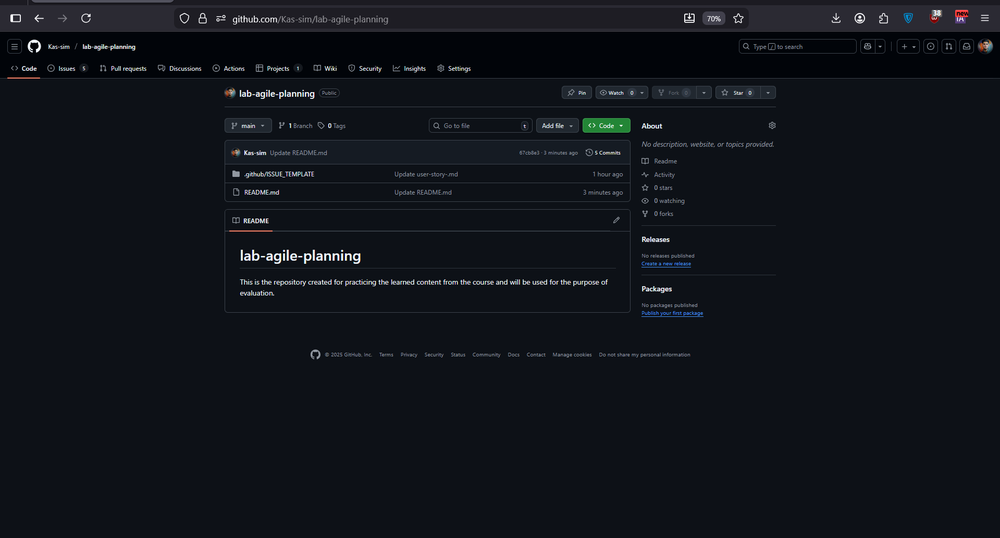 github.com/Kas-sim/lab-agile-planning
70%
38
new
IA
Kas-sim / lab-agile-planning
Type / to search
Code
Issues 5
Pull requests
Discussions
Actions
Projects 1
Wiki
Security
Insights
Settings
lab-agile-planning Public
Pin
Watch 0
Fork 0
Star 0
main
1 Branch
0 Tags
Go to file t
Add file
Code
Kas-sim Update README.md 67cb8e3 · 3 minutes ago 5 Commits
.github/ISSUE_TEMPLATE Update user-story-.md 1 hour ago
README.md Update README.md 3 minutes ago
README
lab-agile-planning
This is the repository created for practicing the learned content from the course and will be used for the purpose of
evaluation.
About
No description, website, or topics provided.
Readme
Activity
0 stars
0 watching
0 forks
Releases
No releases published
Create a new release
Packages
No packages published
Publish your first package
© 2025 GitHub, Inc. Terms Privacy Security Status Community Docs Contact Manage cookies Do not share my personal information